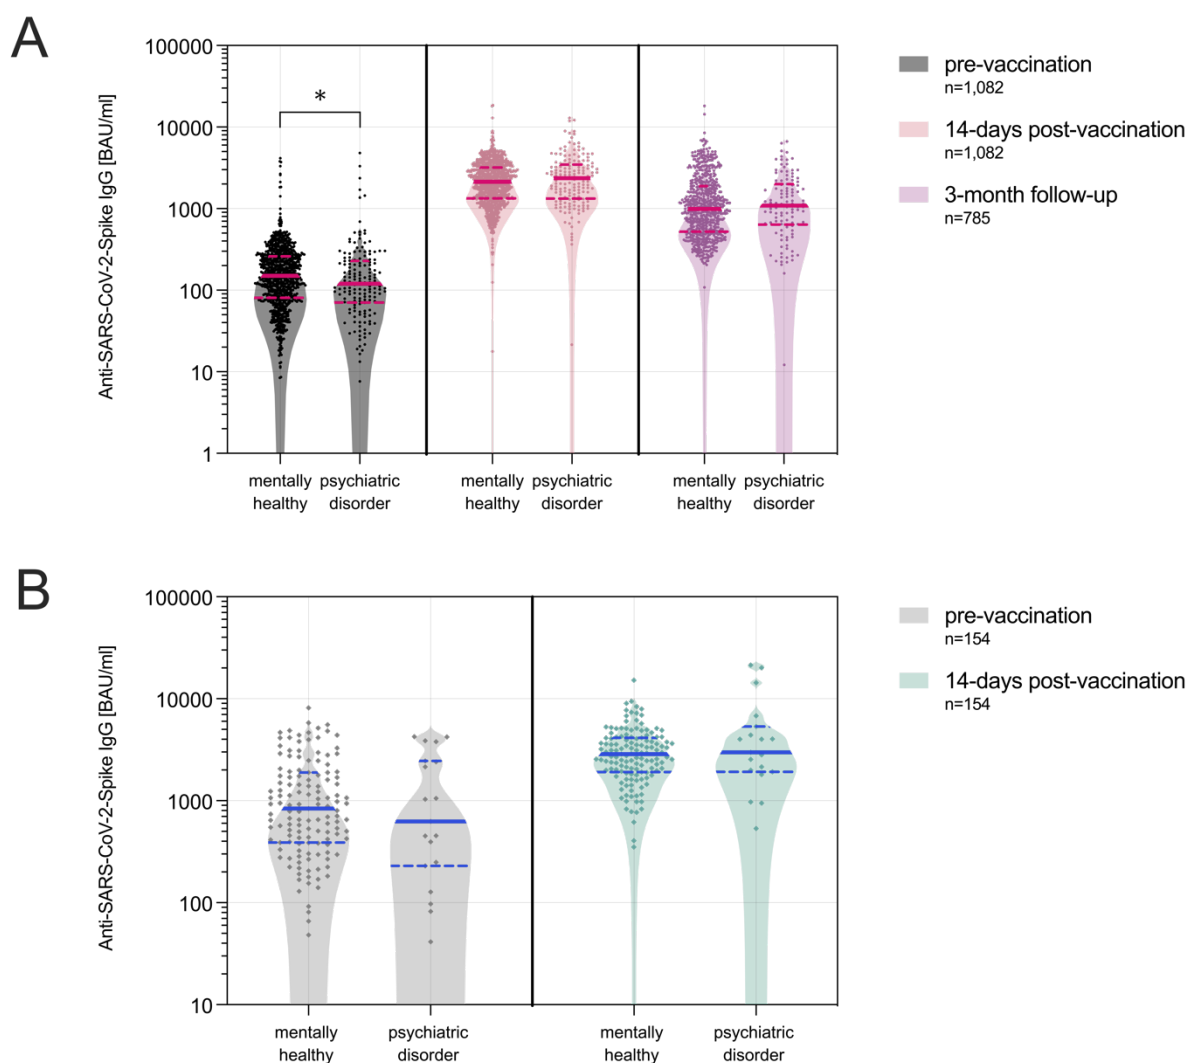 A
Anti-SARS-CoV-2-Spike IgG [BAU/ml]
100000
10000
1000
100
10
1
*
mentally
healthy
psychiatric
disorder
mentally
healthy
psychiatric
disorder
mentally
healthy
psychiatric
disorder
pre-vaccination
n=1,082
14-days post-vaccination
n=1,082
3-month follow-up
n=785
B
Anti-SARS-CoV-2-Spike IgG [BAU/ml]
100000
10000
1000
100
10
mentally
healthy
psychiatric
disorder
mentally
healthy
psychiatric
disorder
pre-vaccination
n=154
14-days post-vaccination
n=154